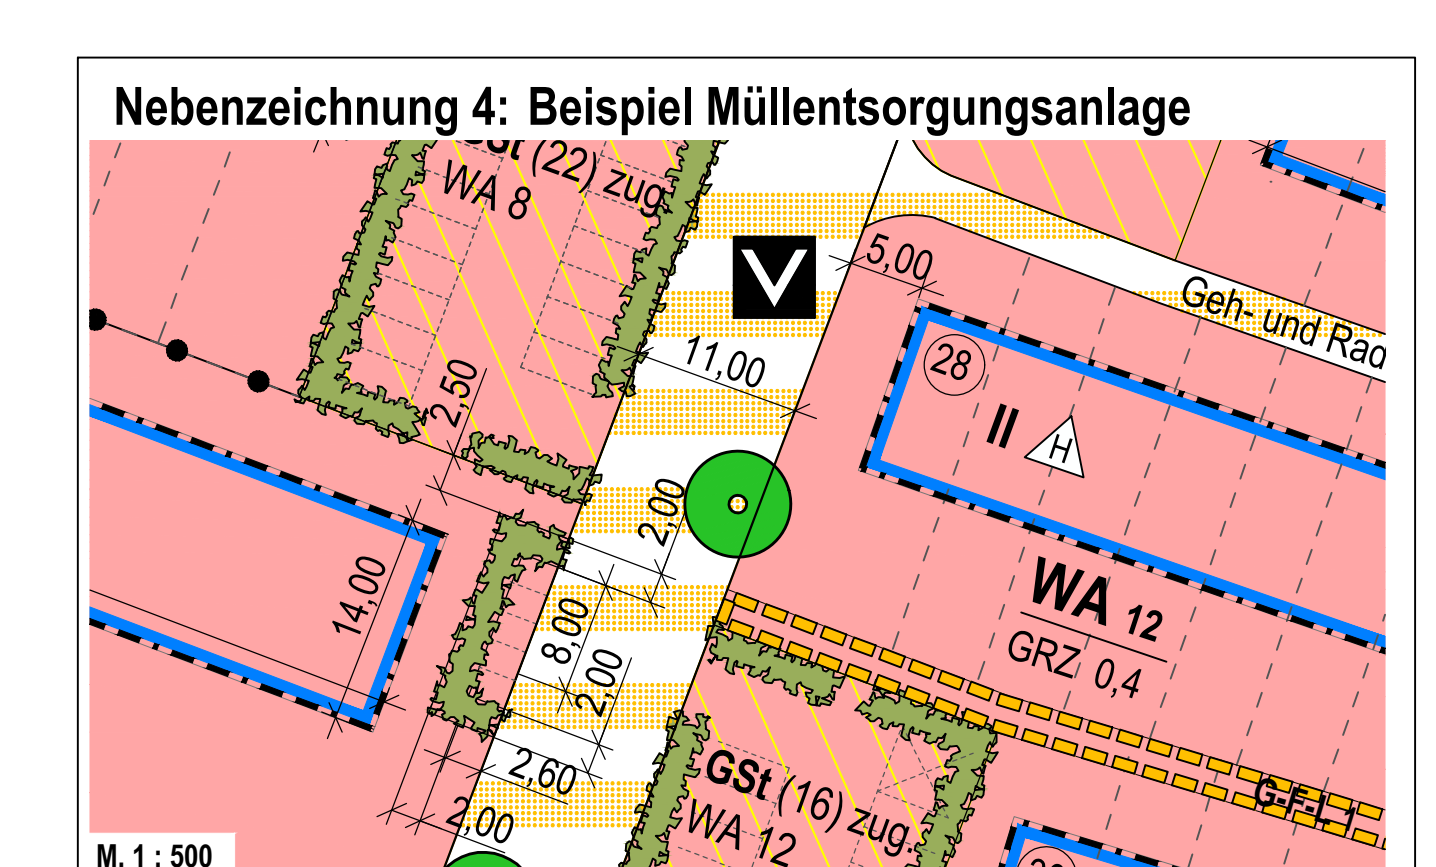 Nebenzeichnung 4: Beispiel Müllentsorgungsanlage
(22) zug.
WA 8
V
5,00
Geh- und Rad
11,00
28
2,50
II
H
2,00
14,00
WA 12
GRZ 0,4
8,00
2,00
2,60
GSt (16) zug.
WA 12
G-F-L 1
2,00
M. 1 : 500